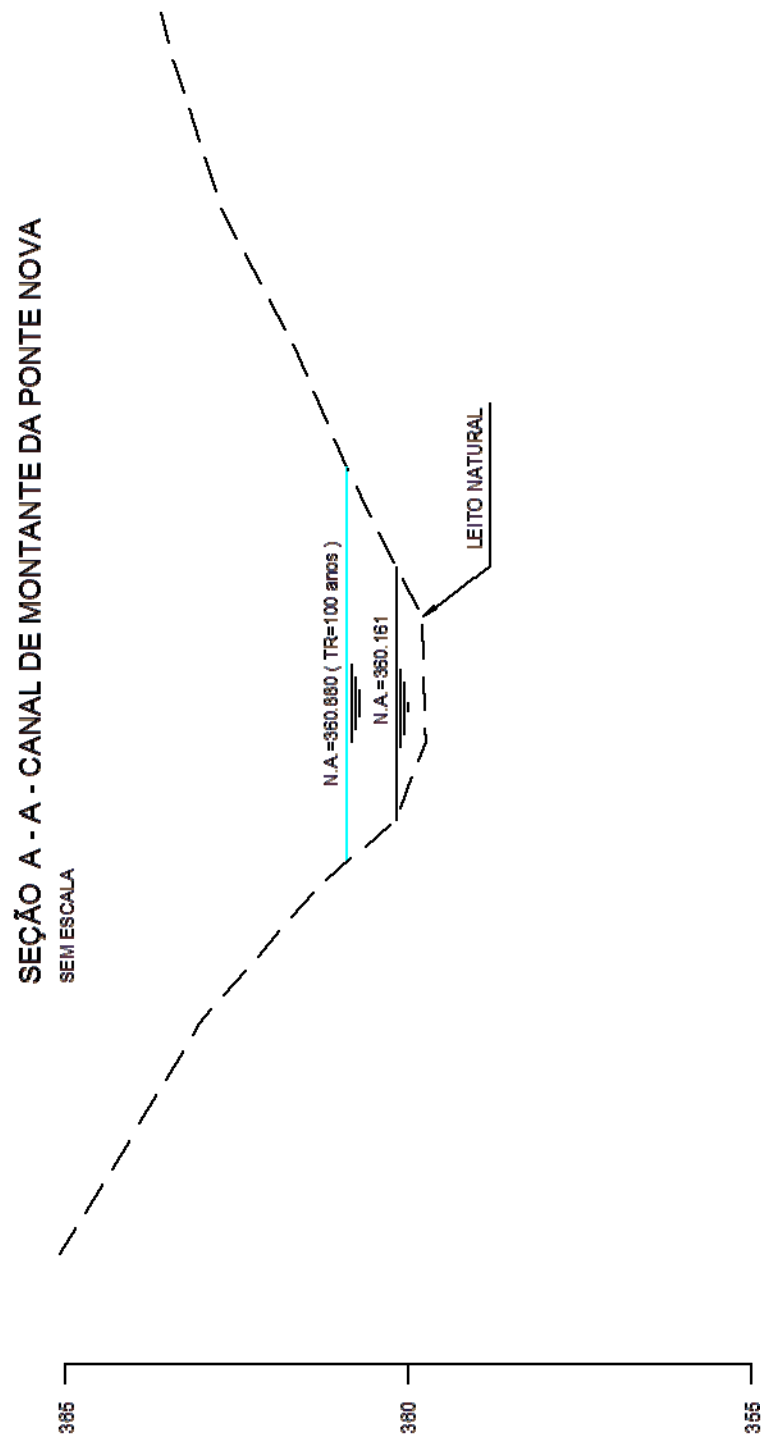 SEÇÃO A - A - CANAL DE MONTANTE DA PONTE NOVA
SEM ESCALA
N.A.=360.880 ( TR=100 anos )
N.A.=360.161
LEITO NATURAL
365
360
355